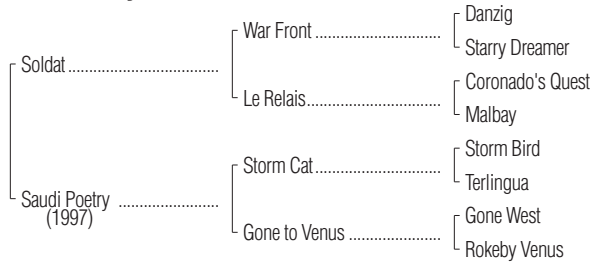 Danzig
War Front ....................
Starry Dreamer
Soldat ...............................
Coronado's Quest
Le Relais.......................
Malbay
Storm Bird
Storm Cat.....................
Terlingua
Saudi Poetry ....................
(1997)
Gone West
Gone to Venus ...............
Rokeby Venus